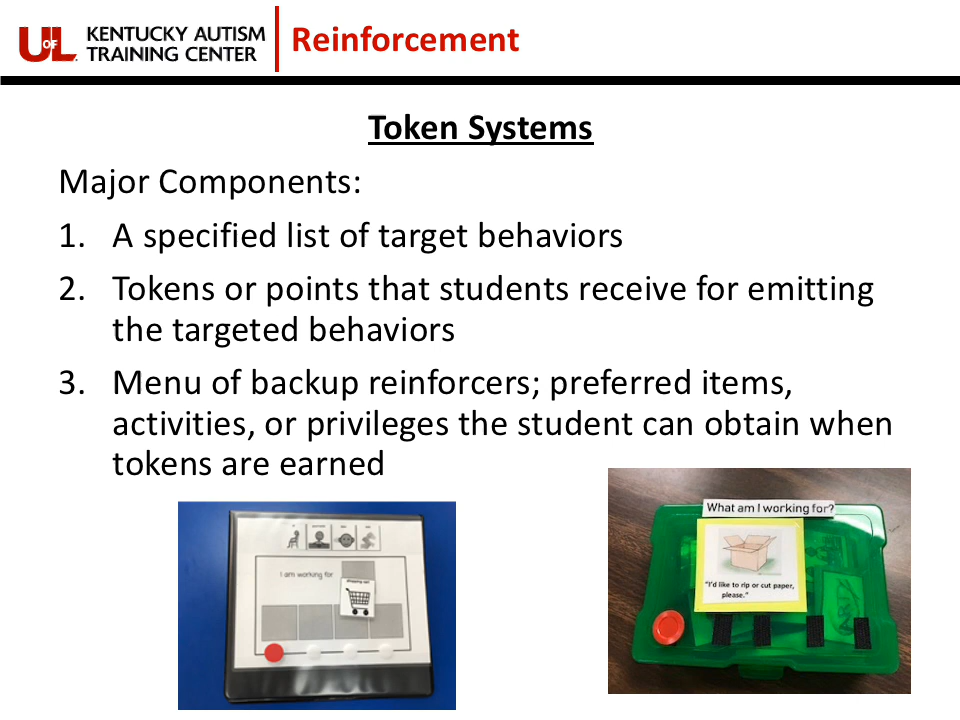 UofL
KENTUCKY AUTISM
TRAINING CENTER
Reinforcement
Token Systems
Major Components:
1. A specified list of target behaviors
2. Tokens or points that students receive for emitting
the targeted behaviors
3. Menu of backup reinforcers; preferred items,
activities, or privileges the student can obtain when
tokens are earned
I am working for
What am I working for?
"I'd like to rip or cut paper,
please."